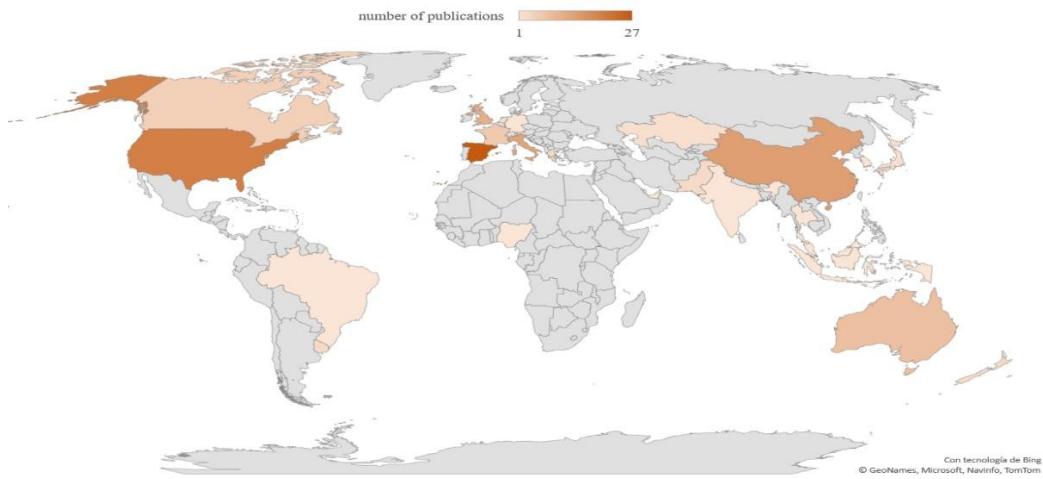 number of publications
1 27
Con tecnología de Bing
© GeoNames, Microsoft, Navinfo, TomTom